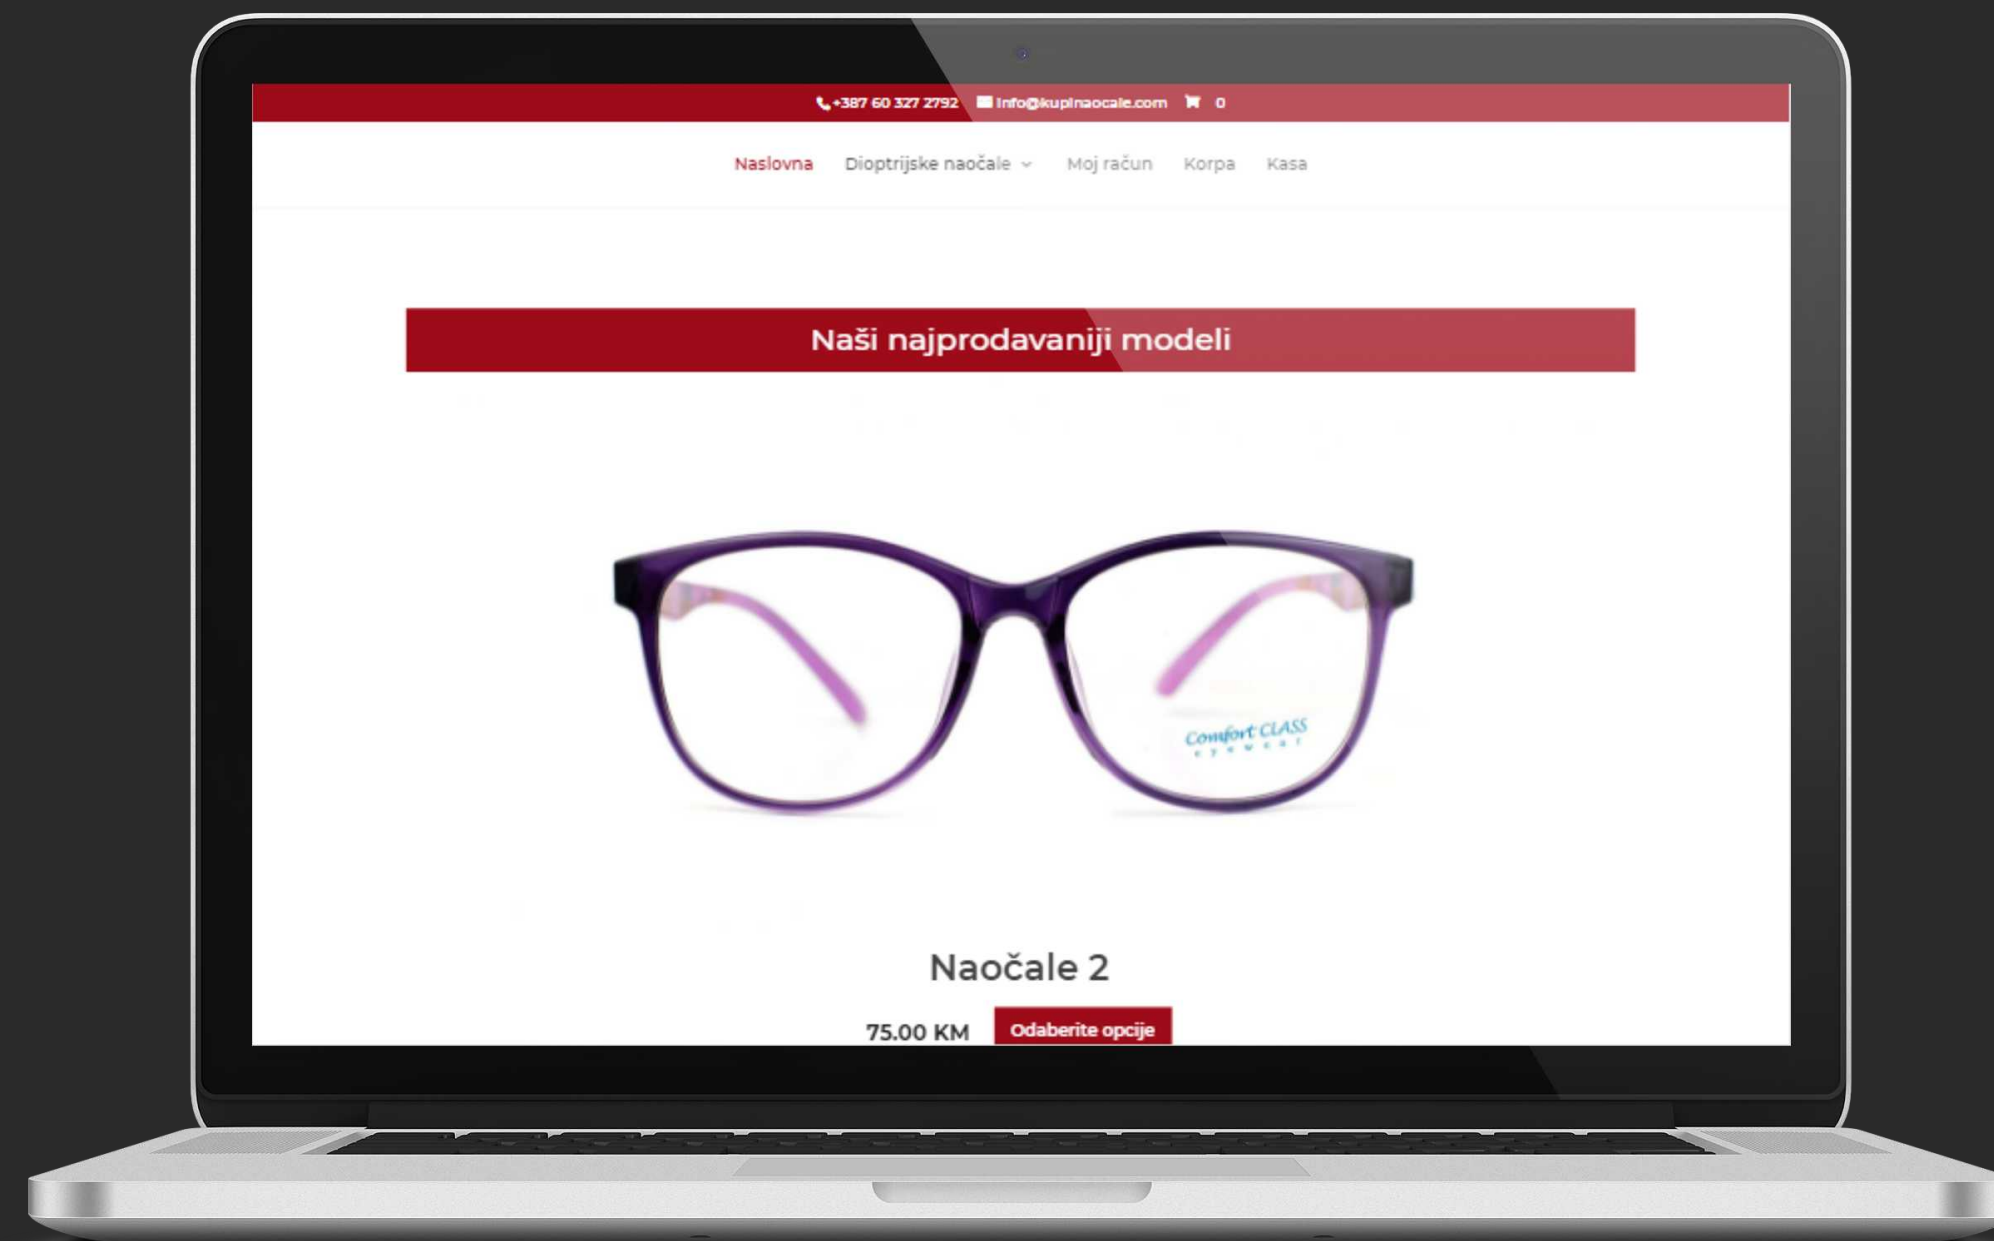 +387 60 327 2792 info@kupinaocale.com 0
Naslovna Dioptrijske naočale Moj račun Korpa Kasa
Naši najprodavaniji modeli
Comfort CLASS
eyewear
Naočale 2
75.00 KM Odaberite opcije